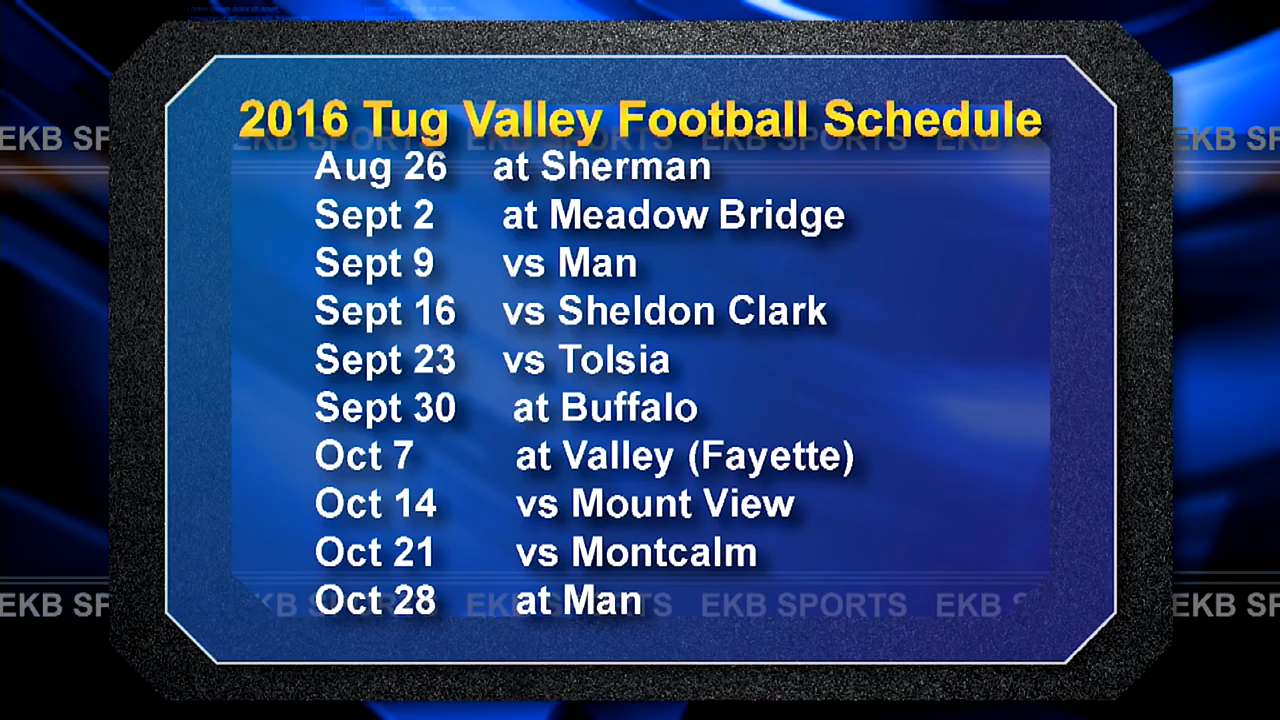 2016 Tug Valley Football Schedule
Aug 26 at Sherman
Sept 2 at Meadow Bridge
Sept 9 vs Man
Sept 16 vs Sheldon Clark
Sept 23 vs Tolsia
Sept 30 at Buffalo
Oct 7 at Valley (Fayette)
Oct 14 vs Mount View
Oct 21 vs Montcalm
Oct 28 at Man
EKB SPORTS